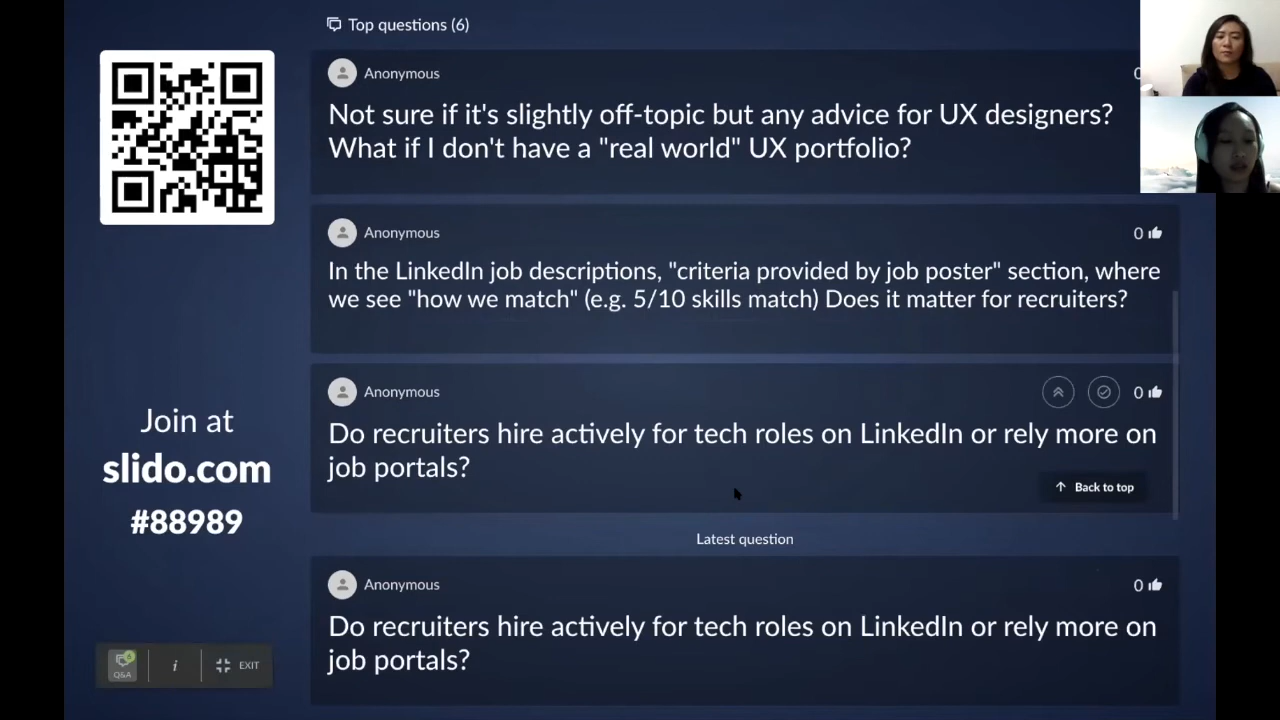 Top questions (6)
Anonymous
Not sure if it's slightly off-topic but any advice for UX designers?
What if I don't have a "real world" UX portfolio?
Anonymous
0
In the LinkedIn job descriptions, "criteria provided by job poster" section, where
we see "how we match" (e.g. 5/10 skills match) Does it matter for recruiters?
Anonymous
0
Do recruiters hire actively for tech roles on LinkedIn or rely more on
job portals?
Back to top
Latest question
Anonymous
0
Do recruiters hire actively for tech roles on LinkedIn or rely more on
job portals?
Join at
slido.com
#88989
Q&A
i
EXIT